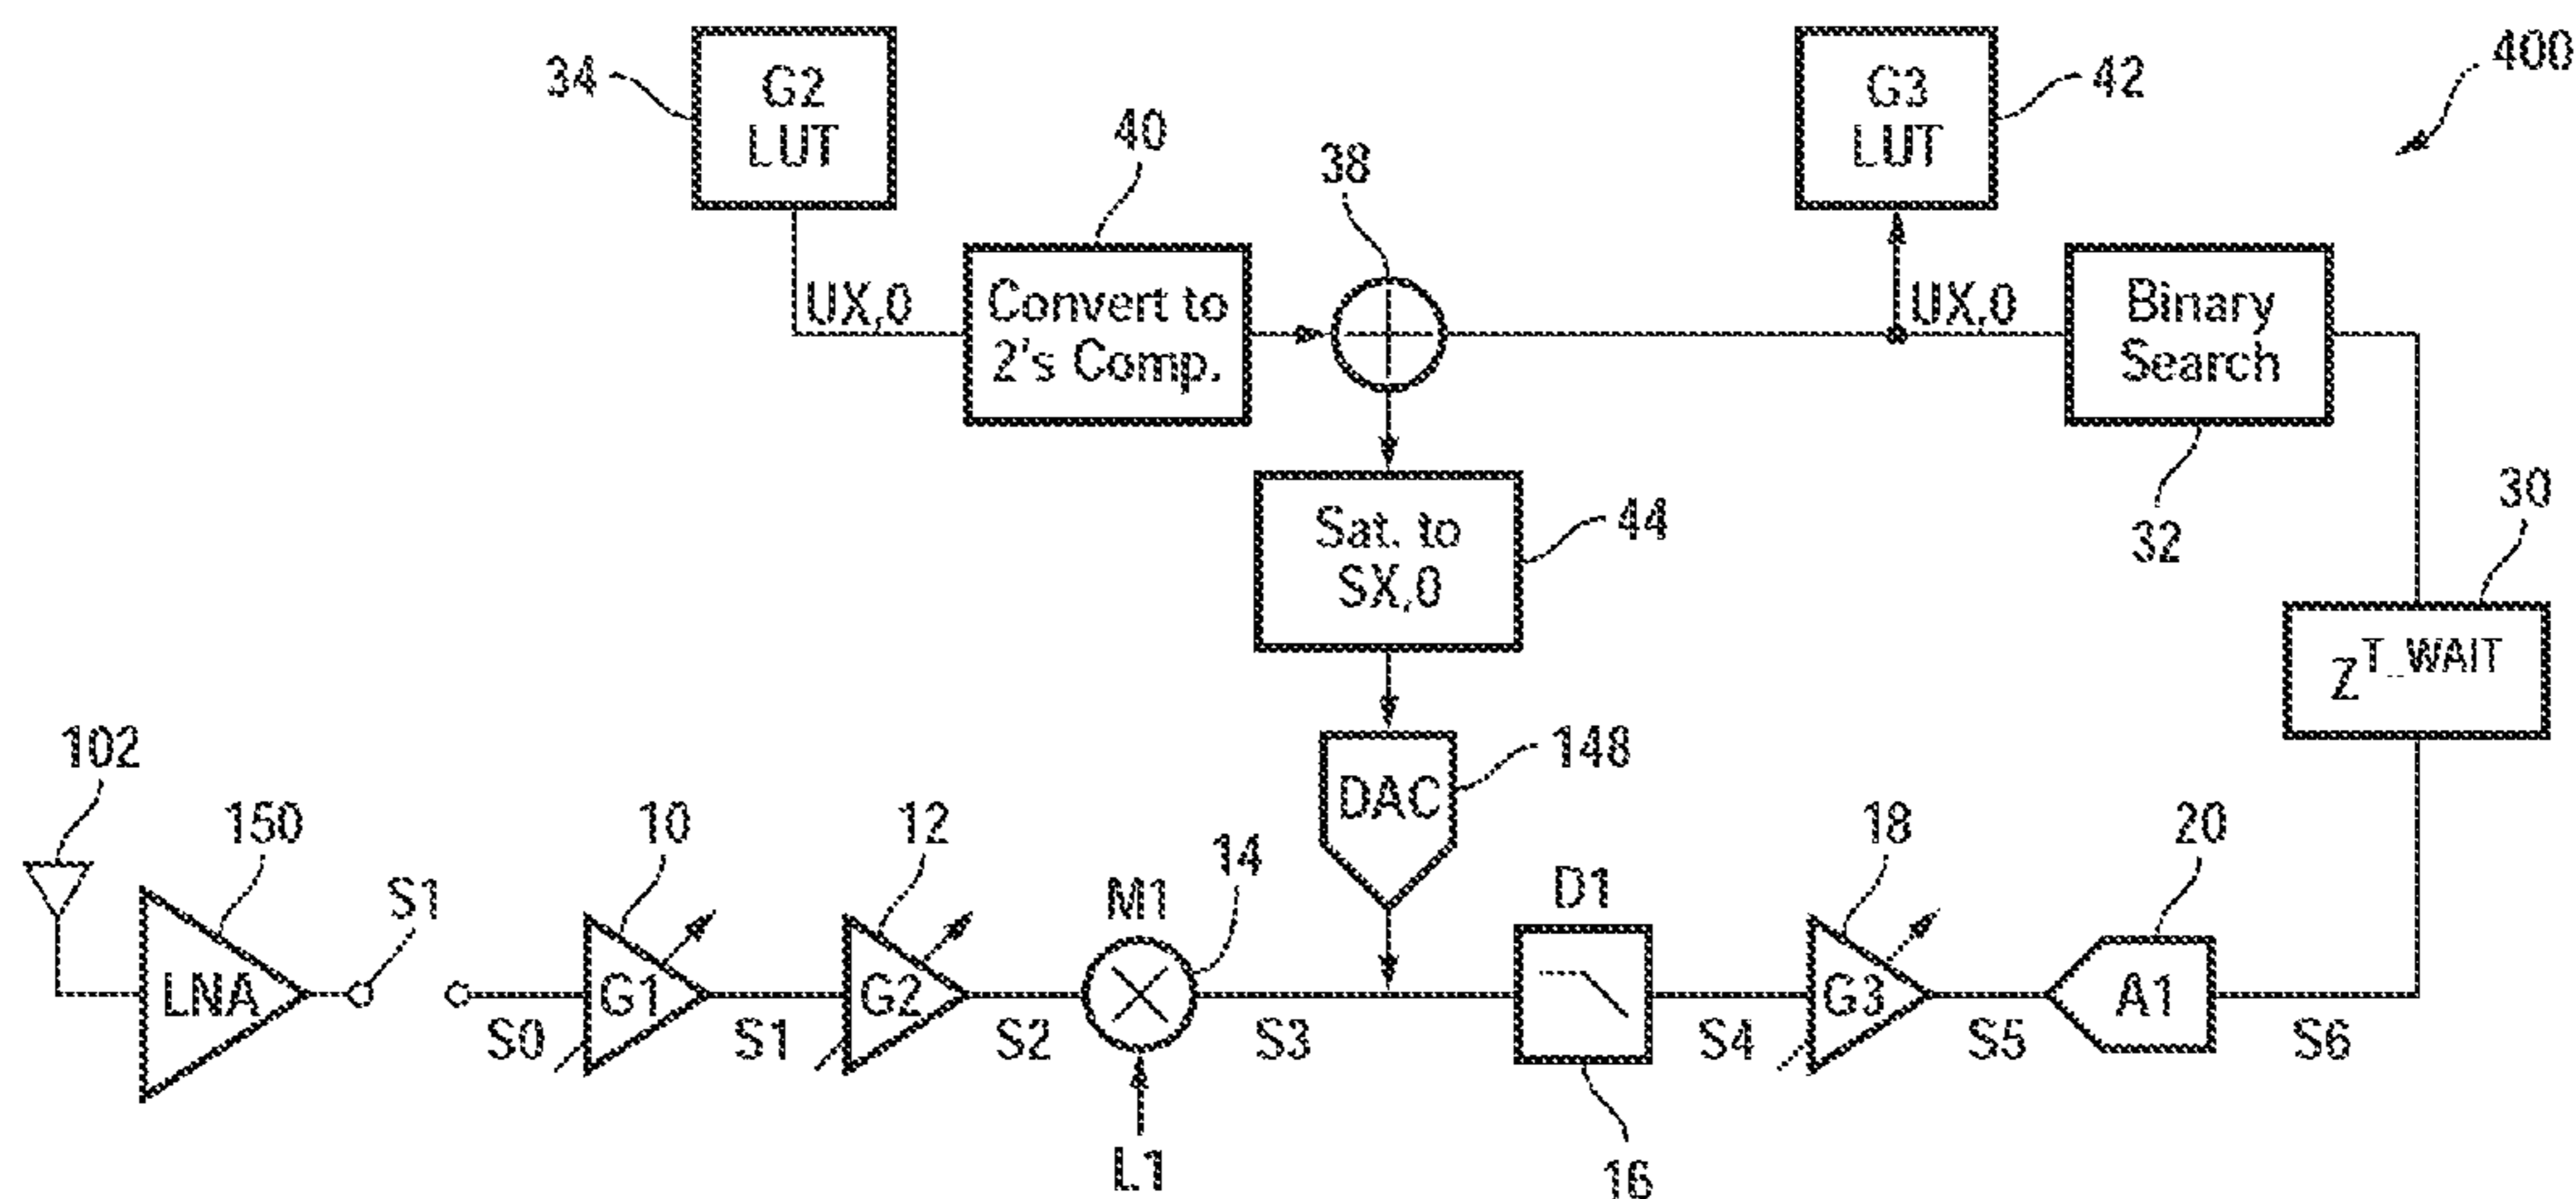 34
G2
LUT
40
38
G3
LUT
42
400
UX,0
Convert to
2's Comp.
UX,0
Binary
Search
32
30
Sat. to
SX,0
44
Z T_WAIT
DAC
148
102
150
LNA
S1
S0
10
G1
S1
12
G2
S2
M1
14
L1
S3
D1
16
S4
18
G3
S5
20
A1
S6